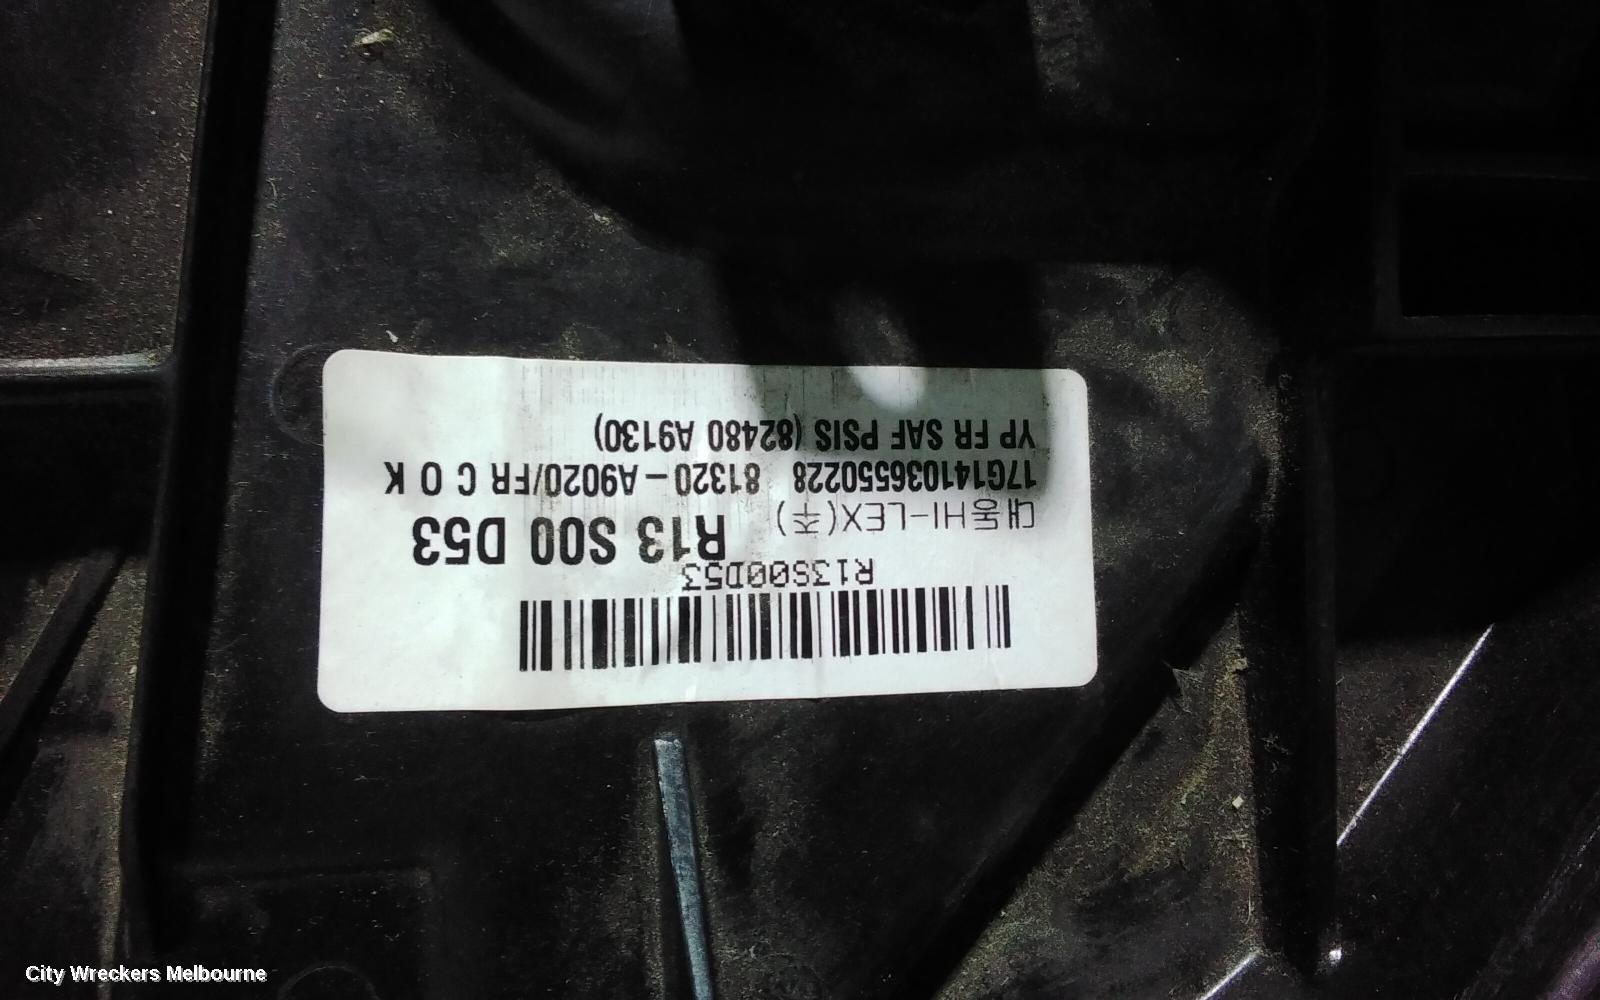 YP FR SAF PSIS (82480 A9130)
17G141036550228 81320-A9020/FR C O K
대동HI-LEX(주) R13 S00 D53
R13S00D53
City Wreckers Melbourne